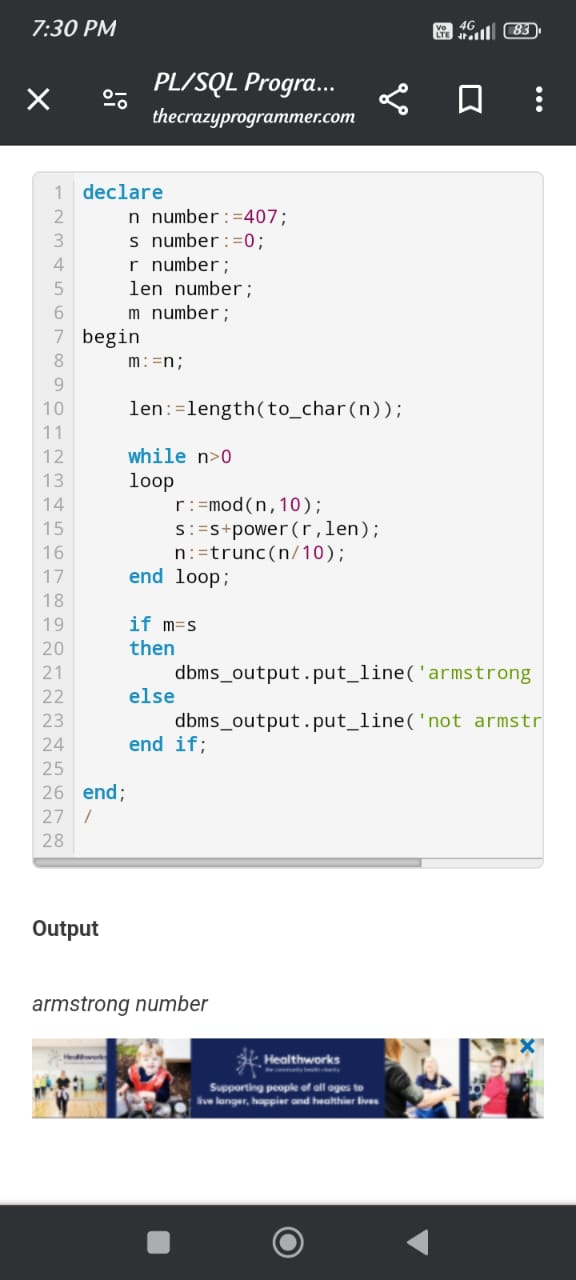 7:30 PM
Vo LTE 4G 83
PL/SQL Progra...
thecrazyprogrammer.com
1 declare
2 n number:=407;
3 s number:=0;
4 r number;
5 len number;
6 m number;
7 begin
8 m:=n;
9
10 len:=length(to_char(n));
11
12 while n>0
13 loop
14 r:=mod(n,10);
15 s:=s+power(r,len);
16 n:=trunc(n/10);
17 end loop;
18
19 if m=s
20 then
21 dbms_output.put_line('armstrong
22 else
23 dbms_output.put_line('not armstr
24 end if;
25
26 end;
27 /
28
Output
armstrong number
Healthworks
Healthworks
Supporting people of all ages to
live longer, happier and healthier lives